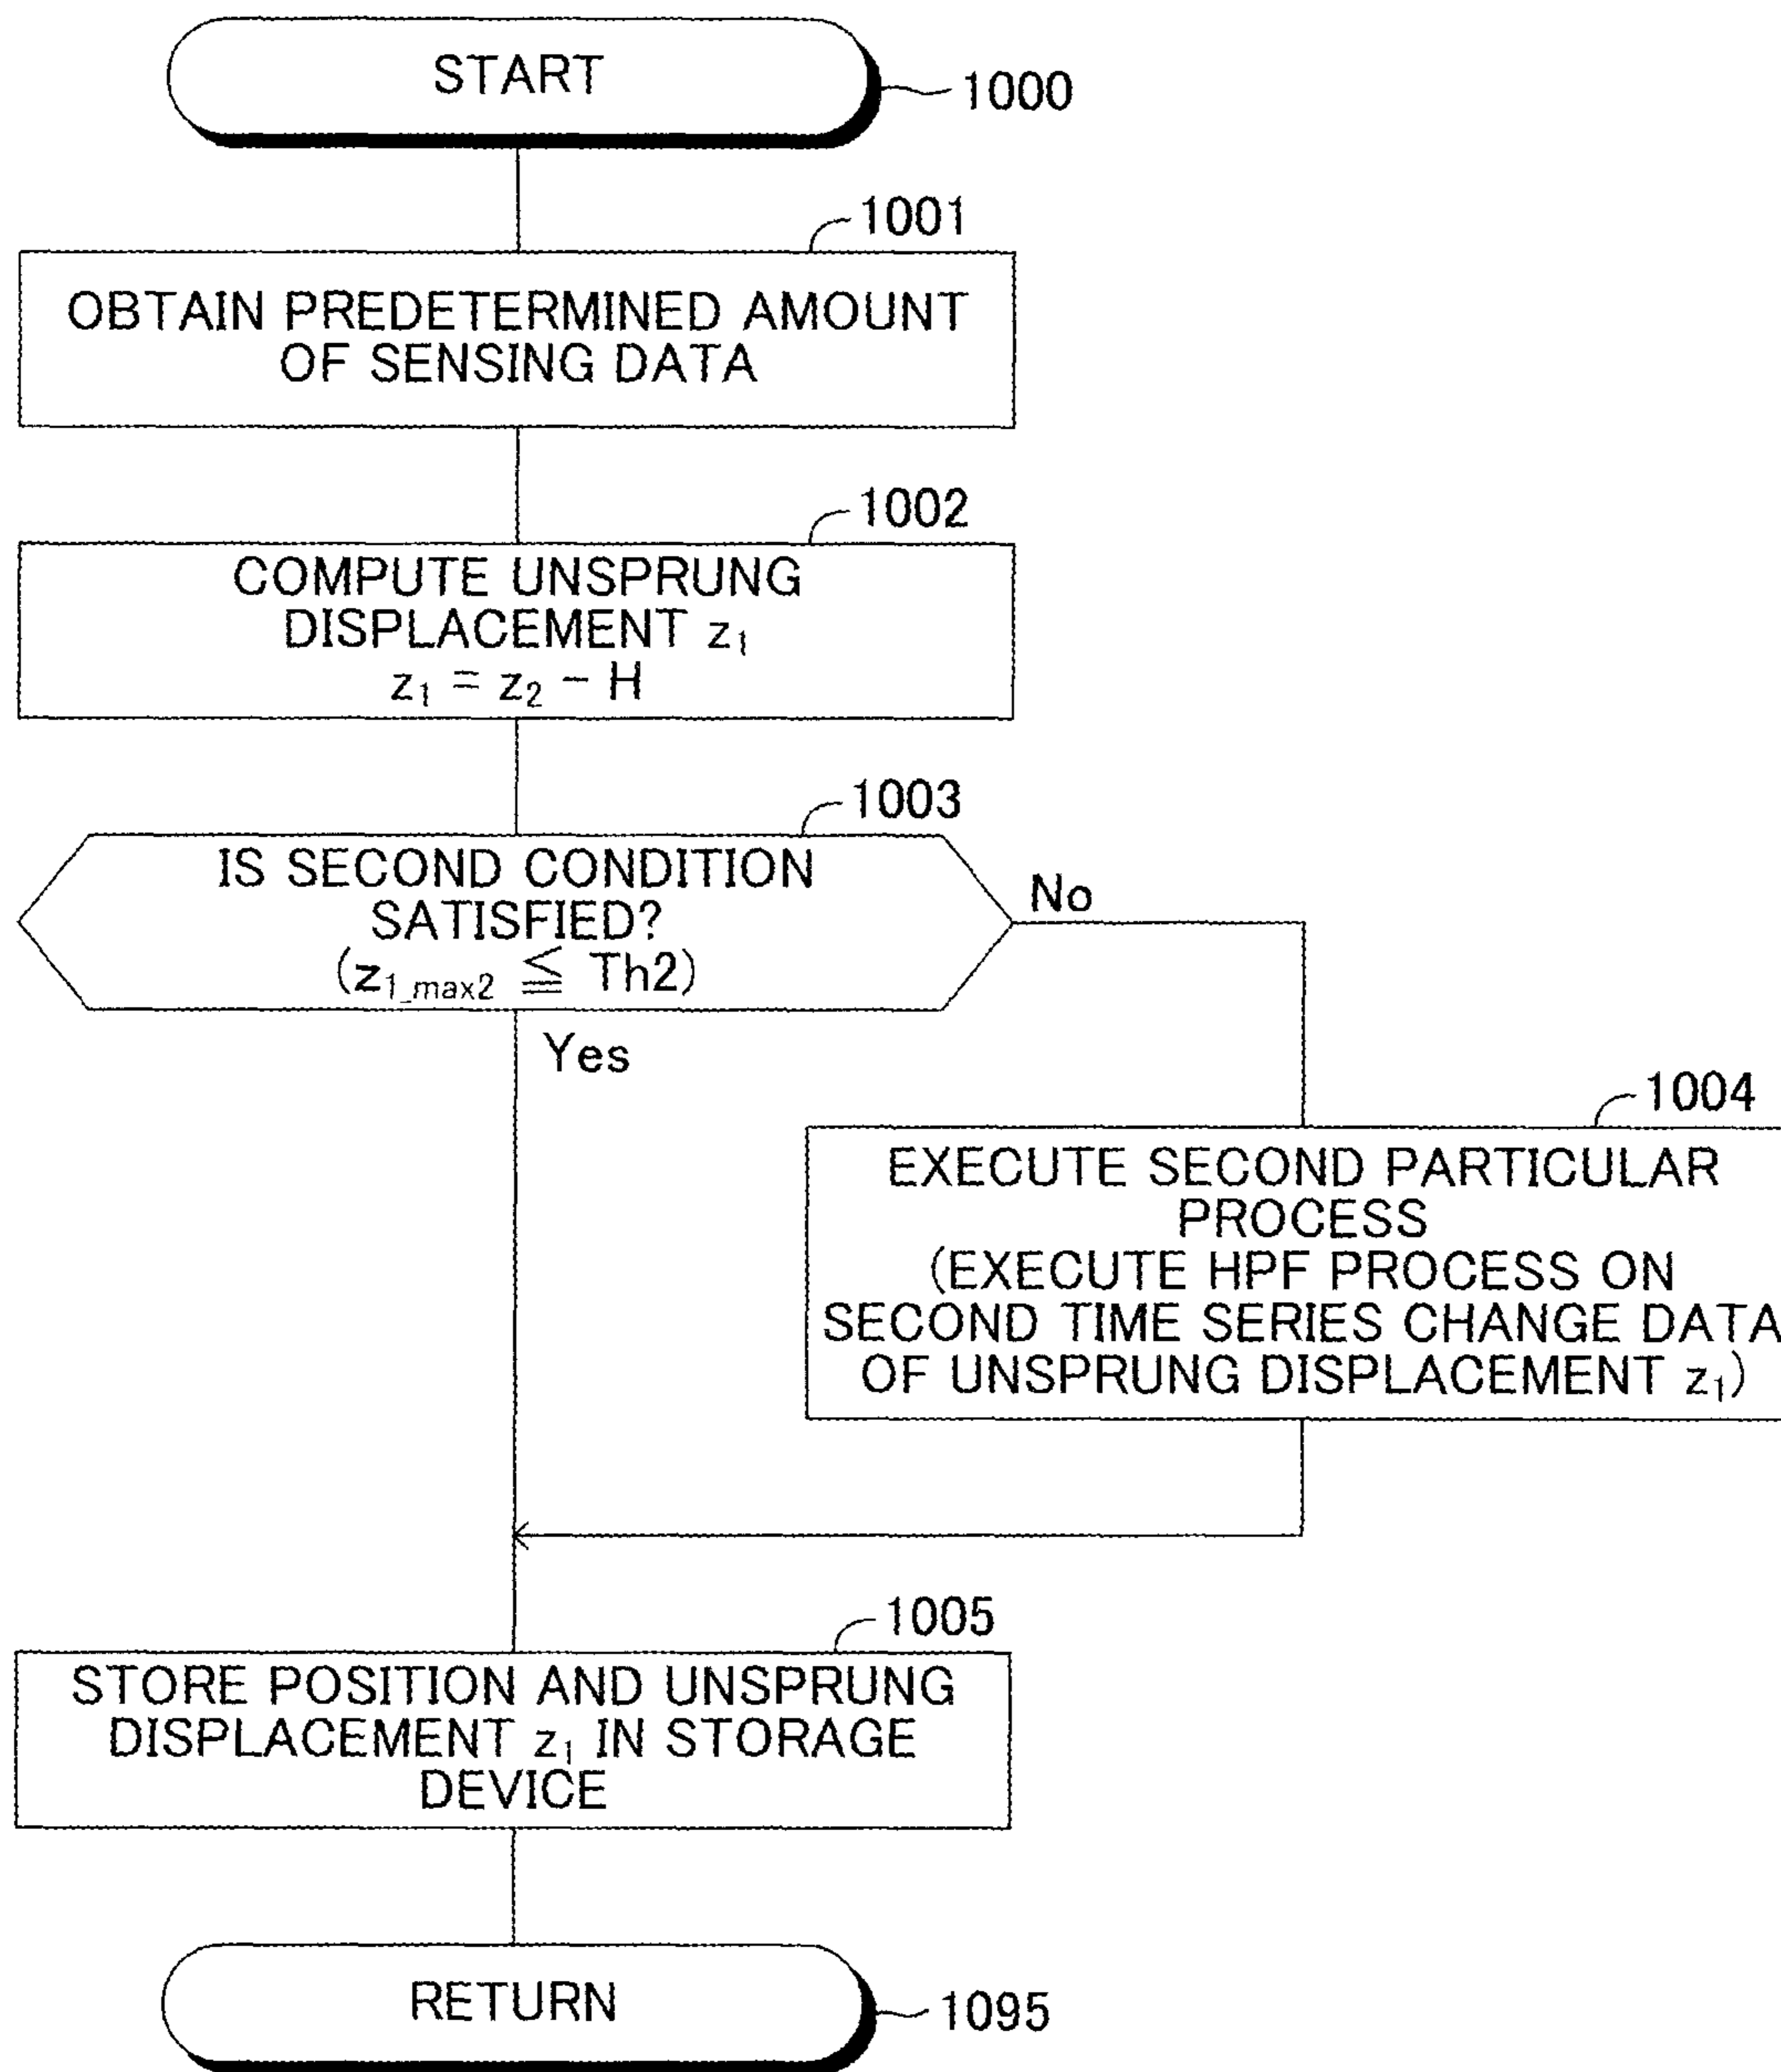 START
1000
1001
OBTAIN PREDETERMINED AMOUNT
OF SENSING DATA
1002
COMPUTE UNSPRUNG
DISPLACEMENT z₁
z₁ = z₂ − H
1003
IS SECOND CONDITION
SATISFIED?
(z₁_max2 ≦ Th2)
No
Yes
1004
EXECUTE SECOND PARTICULAR
PROCESS
(EXECUTE HPF PROCESS ON
SECOND TIME SERIES CHANGE DATA
OF UNSPRUNG DISPLACEMENT z₁)
1005
STORE POSITION AND UNSPRUNG
DISPLACEMENT z₁ IN STORAGE
DEVICE
RETURN
1095